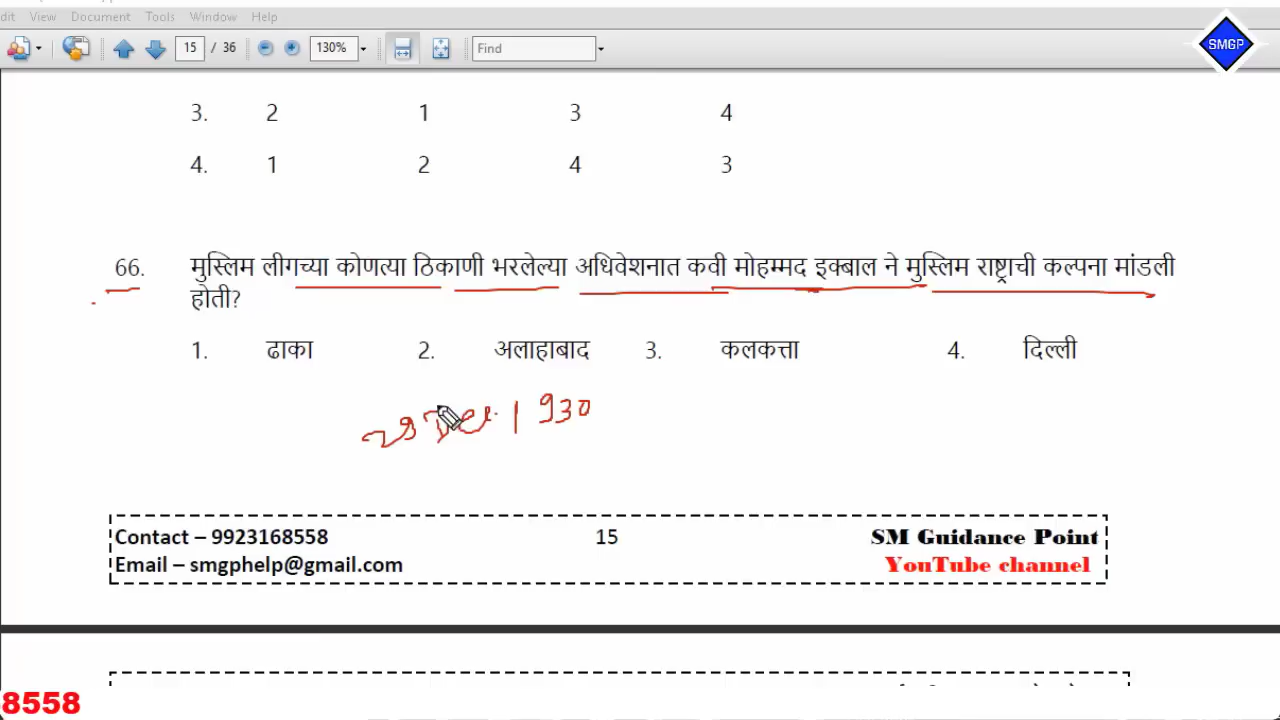 dit View Document Tools Window Help
15 / 36 130% Find
SMGP
3. 2 1 3 4
4. 1 2 4 3
66. मुस्लिम लीगच्या कोणत्या ठिकाणी भरलेल्या अधिवेशनात कवी मोहम्मद इक्बाल ने मुस्लिम राष्ट्राची कल्पना मांडली
होती?
1. ढाका 2. अलाहाबाद 3. कलकत्ता 4. दिल्ली
29 Dec. 1930
Contact – 9923168558 15 SM Guidance Point
Email – smgphelp@gmail.com YouTube channel
8558